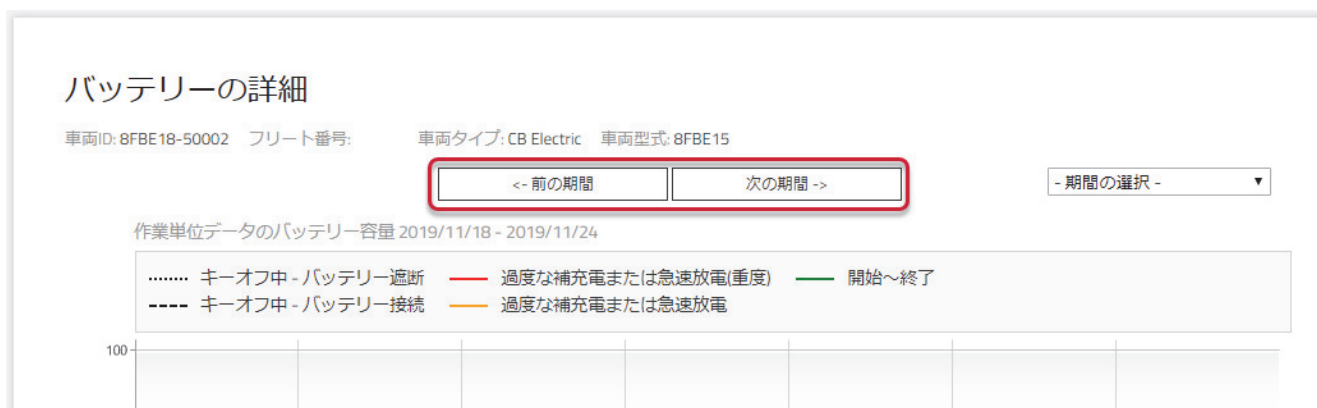 バッテリーの詳細
車両ID: 8FBE18-50002 フリート番号: 車両タイプ: CB Electric 車両型式: 8FBE15
<- 前の期間 次の期間 -> - 期間の選択 - ▼
作業単位データのバッテリー容量 2019/11/18 - 2019/11/24
キーオフ中 - バッテリー遮断 過度な補充電または急速放電(重度) 開始～終了
キーオフ中 - バッテリー接続 過度な補充電または急速放電
100